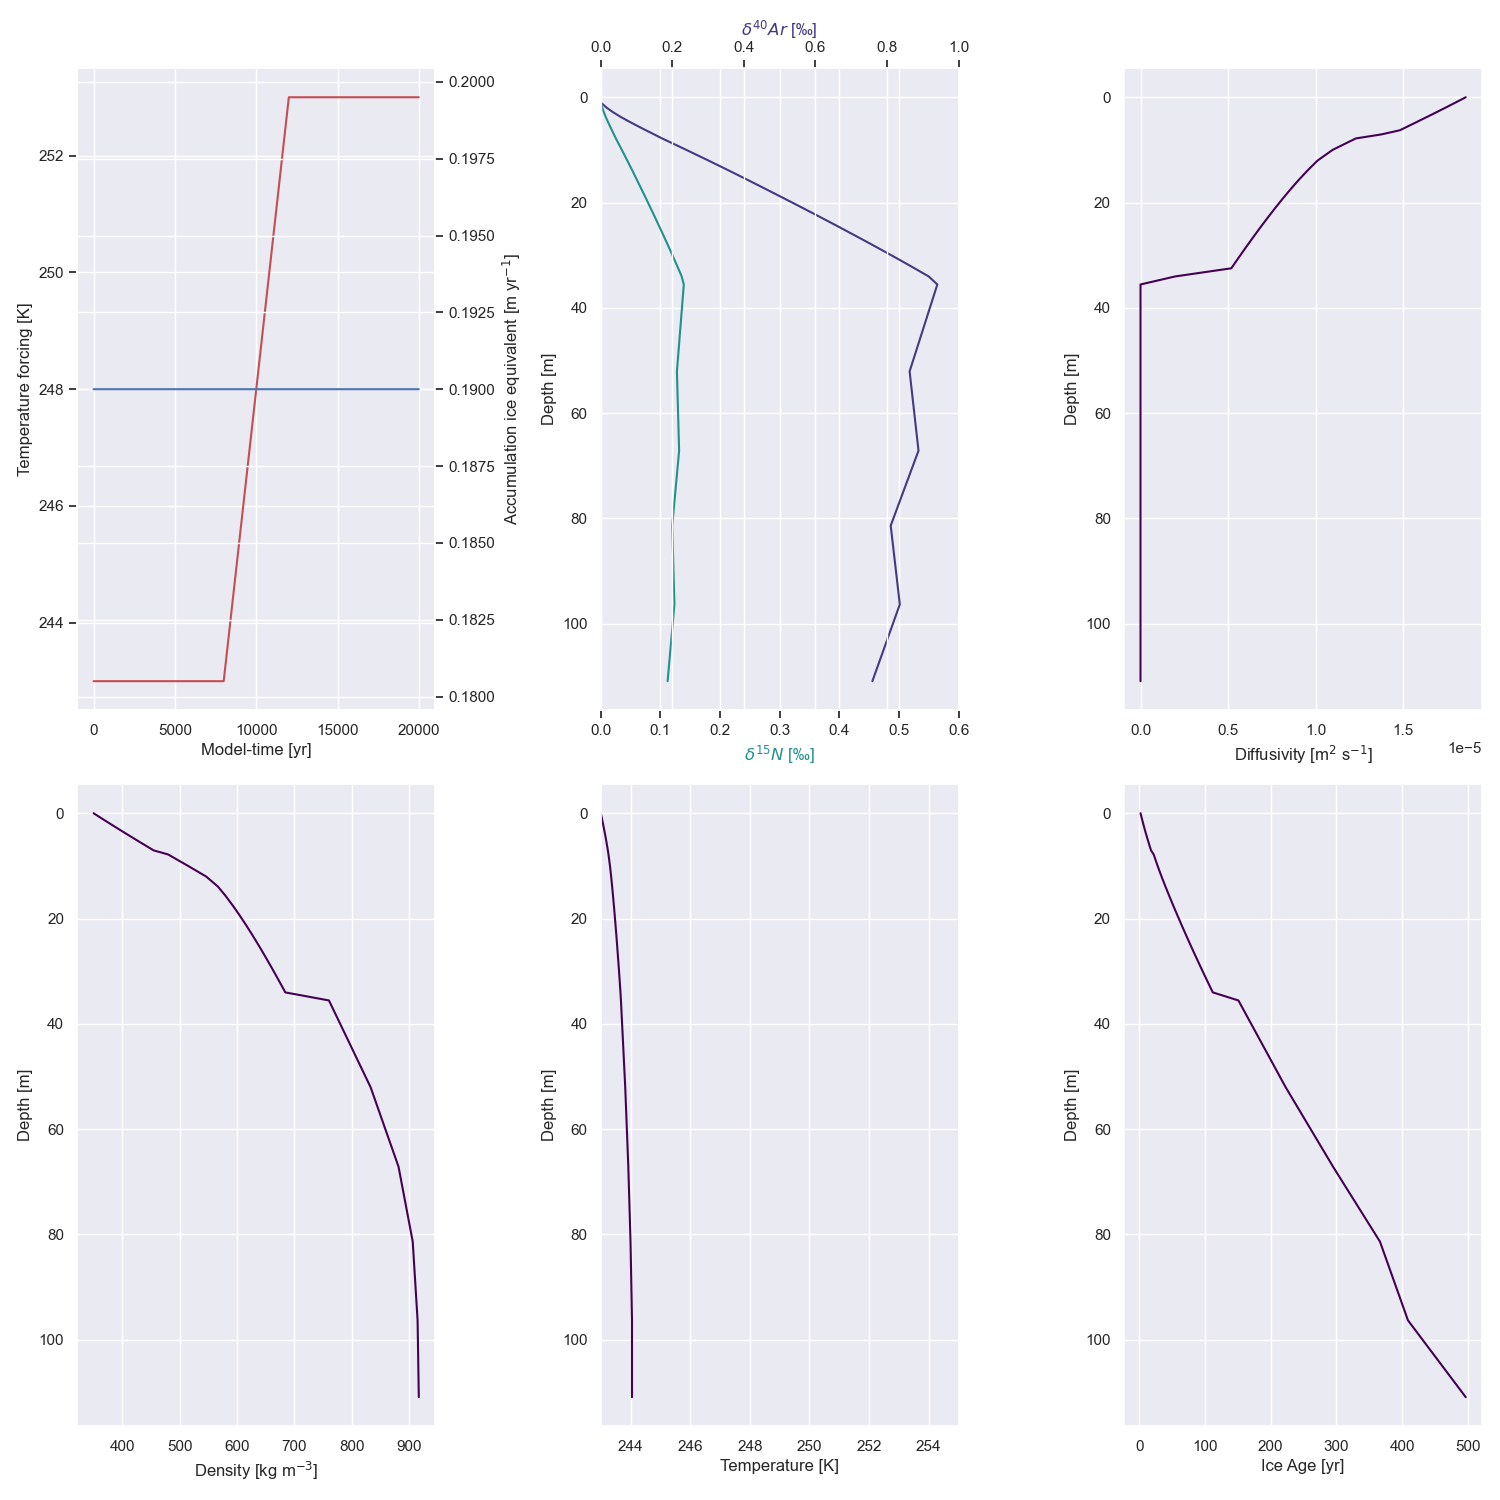 δ⁴⁰Ar [‰]
0.0 0.2 0.4 0.6 0.8 1.0
Temperature forcing [K]
252
250
248
246
244
0.2000
0.1975
0.1950
0.1925
0.1900
0.1875
0.1850
0.1825
0.1800
Accumulation ice equivalent [m yr⁻¹]
0 5000 10000 15000 20000
Model-time [yr]
Depth [m]
0
20
40
60
80
100
0.0 0.1 0.2 0.3 0.4 0.5 0.6
δ¹⁵N [‰]
Depth [m]
0
20
40
60
80
100
0.0 0.5 1.0 1.5
1e−5
Diffusivity [m² s⁻¹]
Depth [m]
0
20
40
60
80
100
400 500 600 700 800 900
Density [kg m⁻³]
Depth [m]
0
20
40
60
80
100
244 246 248 250 252 254
Temperature [K]
Depth [m]
0
20
40
60
80
100
0 100 200 300 400 500
Ice Age [yr]